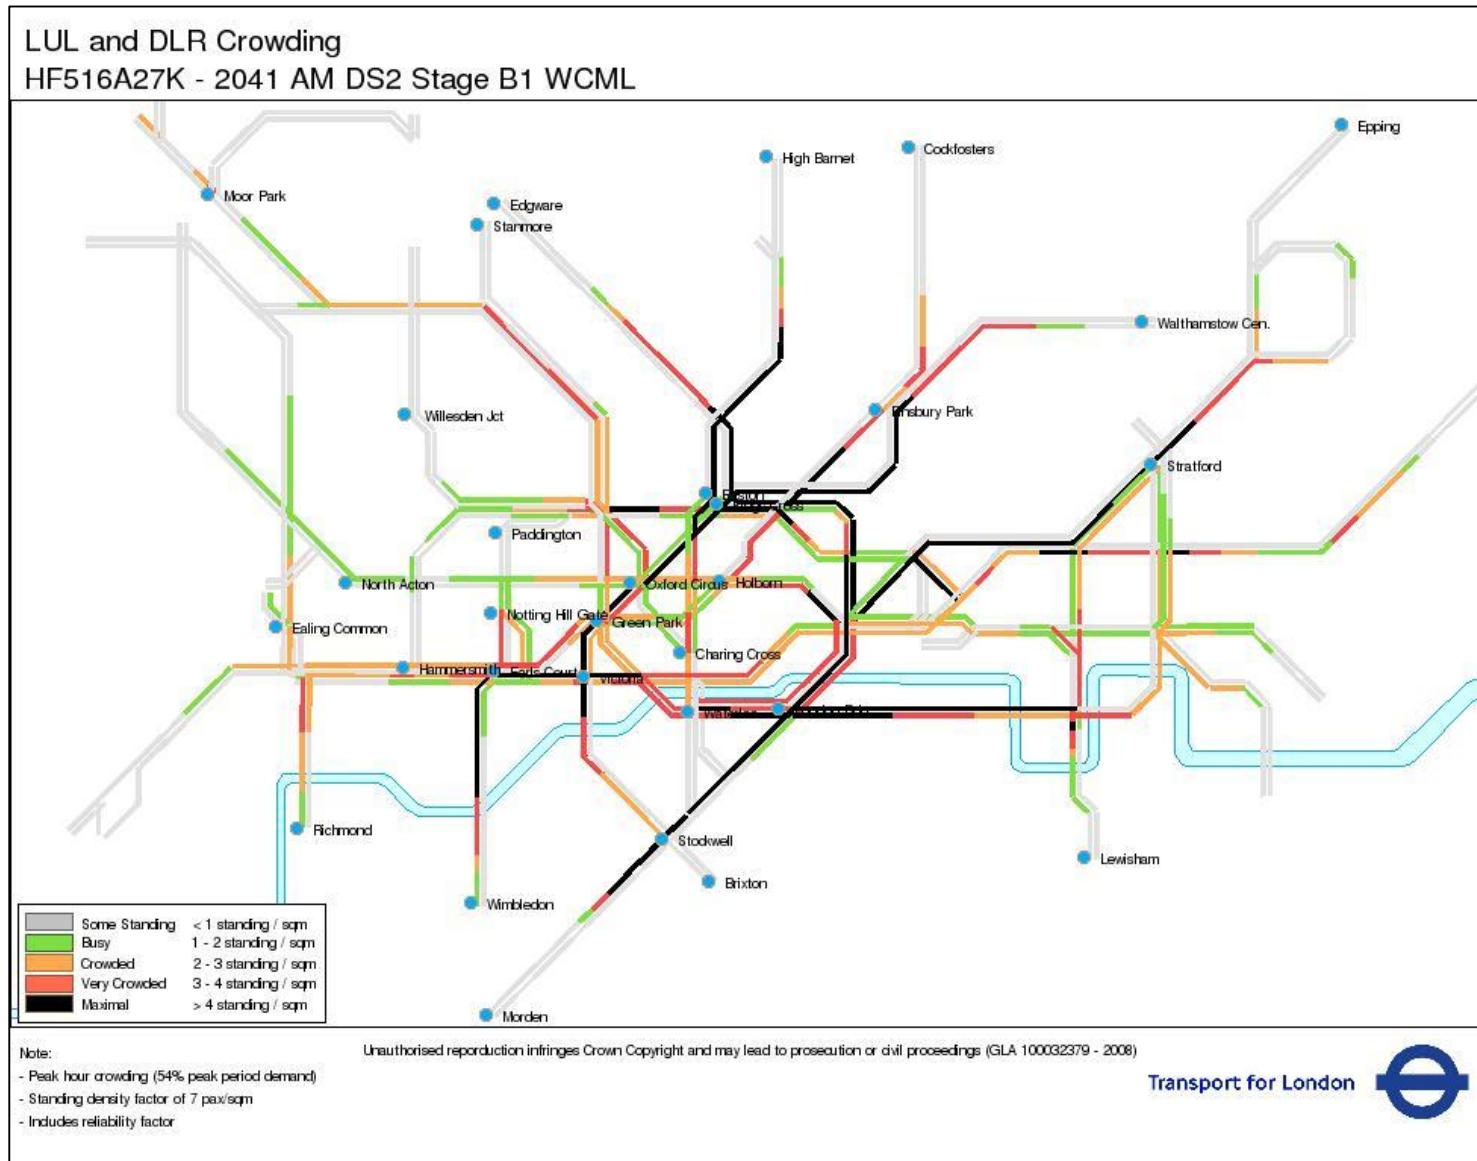 LUL and DLR Crowding
HF516A27K - 2041 AM DS2 Stage B1 WCML
Epping
Cockfosters
High Barnet
Moor Park
Edgware
Stanmore
Walthamstow Cen.
Willesden Jct
Finsbury Park
Stratford
Euston
Paddington
North Acton
Oxford Circus
Holborn
Notting Hill Gate
Green Park
Ealing Common
Charing Cross
Hammersmith
Earls Court
Victoria
Waterloo
Richmond
Stockwell
Lewisham
Brixton
Wimbledon
Morden
Some Standing < 1 standing / sqm
Busy 1 - 2 standing / sqm
Crowded 2 - 3 standing / sqm
Very Crowded 3 - 4 standing / sqm
Maximal > 4 standing / sqm
Note:
- Peak hour crowding (54% peak period demand)
- Standing density factor of 7 pax/sqm
- Includes reliability factor
Unauthorised reporduction infringes Crown Copyright and may lead to prosecution or civil proceedings (GLA 100032379 - 2008)
Transport for London